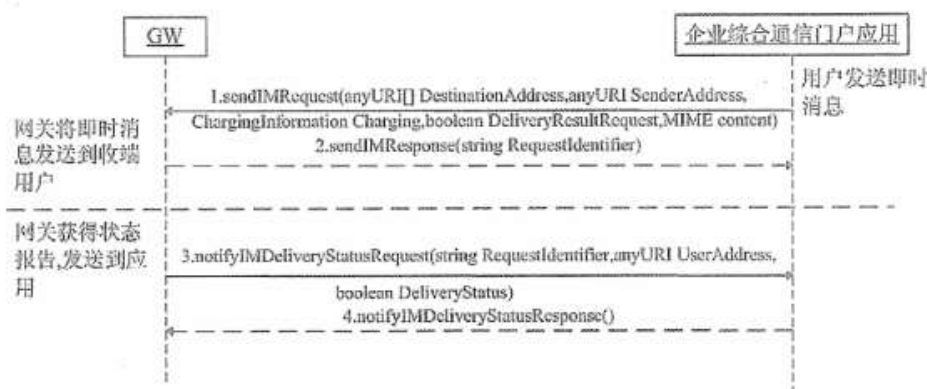 GW
企业综合通信门户应用
用户发送即时
消息
1.sendIMRequest(anyURI[] DestinationAddress,anyURI SenderAddress,
ChargingInformation Charging,boolean DeliveryResultRequest,MIME content)
网关将即时消
息发送到收端
用户
2.sendIMResponse(string RequestIdentifier)
网关获得状态
报告,发送到应
用
3.notifyIMDeliveryStatusRequest(string RequestIdentifier,anyURI UserAddress,
boolean DeliveryStatus)
4.notifyIMDeliveryStatusResponse()